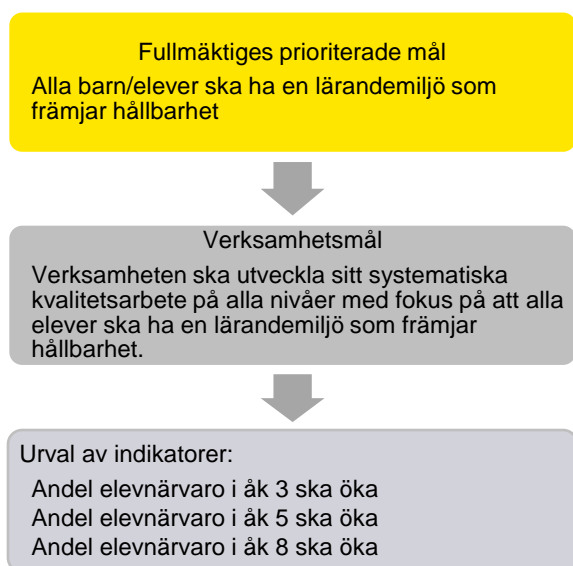 Fullmäktiges prioriterade mål
Alla barn/elever ska ha en lärandemiljö som
främjar hållbarhet
Verksamhetsmål
Verksamheten ska utveckla sitt systematiska
kvalitetsarbete på alla nivåer med fokus på att alla
elever ska ha en lärandemiljö som främjar
hållbarhet.
Urval av indikatorer:
Andel elevnärvaro i åk 3 ska öka
Andel elevnärvaro i åk 5 ska öka
Andel elevnärvaro i åk 8 ska öka